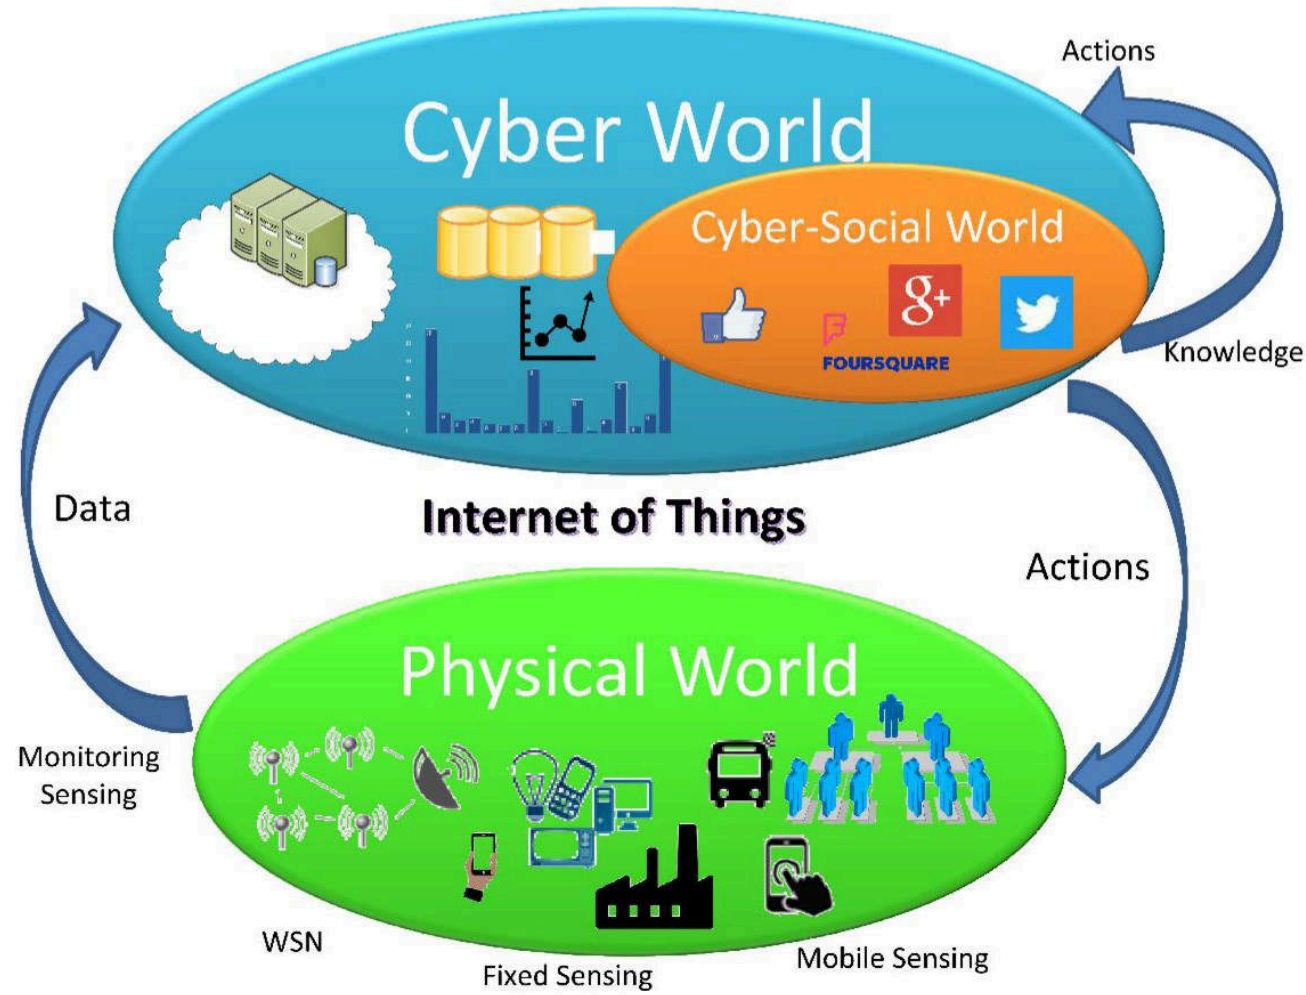 Actions
Cyber World
Cyber-Social World
g+
FOURSQUARE
Knowledge
Data
Internet of Things
Actions
Physical World
Monitoring
Sensing
WSN
Fixed Sensing
Mobile Sensing